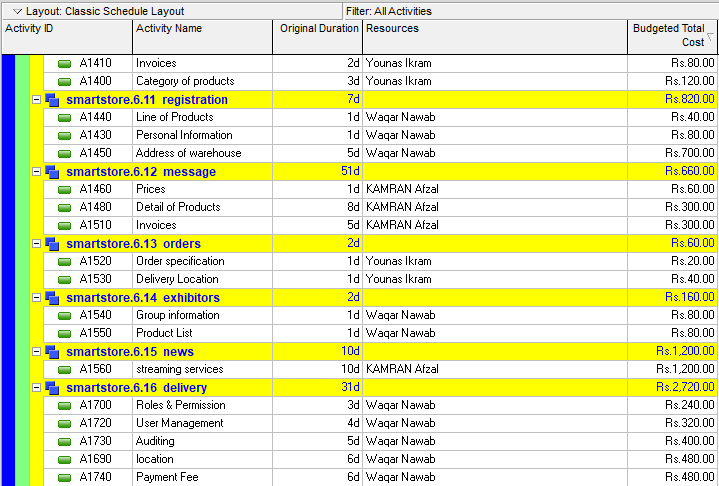 Layout: Classic Schedule Layout Filter: All Activities
Activity ID Activity Name Original Duration Resources Budgeted Total Cost
A1410 Invoices 2d Younas Ikram Rs.80.00
A1400 Category of products 3d Younas Ikram Rs.120.00
smartstore.6.11 registration 7d Rs.820.00
A1440 Line of Products 1d Waqar Nawab Rs.40.00
A1430 Personal Information 1d Waqar Nawab Rs.80.00
A1450 Address of warehouse 5d Waqar Nawab Rs.700.00
smartstore.6.12 message 51d Rs.660.00
A1460 Prices 1d KAMRAN Afzal Rs.60.00
A1480 Detail of Products 8d KAMRAN Afzal Rs.300.00
A1510 Invoices 5d KAMRAN Afzal Rs.300.00
smartstore.6.13 orders 2d Rs.60.00
A1520 Order specification 1d Younas Ikram Rs.20.00
A1530 Delivery Location 1d Younas Ikram Rs.40.00
smartstore.6.14 exhibitors 2d Rs.160.00
A1540 Group information 1d Waqar Nawab Rs.80.00
A1550 Product List 1d Waqar Nawab Rs.80.00
smartstore.6.15 news 10d Rs.1,200.00
A1560 streaming services 10d KAMRAN Afzal Rs.1,200.00
smartstore.6.16 delivery 31d Rs.2,720.00
A1700 Roles & Permission 3d Waqar Nawab Rs.240.00
A1720 User Management 4d Waqar Nawab Rs.320.00
A1730 Auditing 5d Waqar Nawab Rs.400.00
A1690 location 6d Waqar Nawab Rs.480.00
A1740 Payment Fee 6d Waqar Nawab Rs.480.00